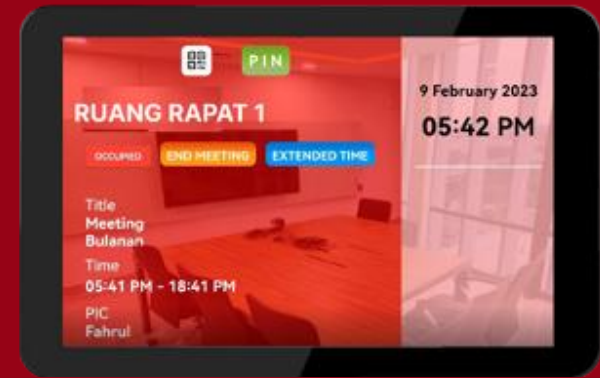 PIN
RUANG RAPAT 1
OCCUPIED
END MEETING
EXTENDED TIME
Title
Meeting
Bulanan
Time
05:41 PM - 18:41 PM
PIC
Fahrul
9 February 2023
05:42 PM